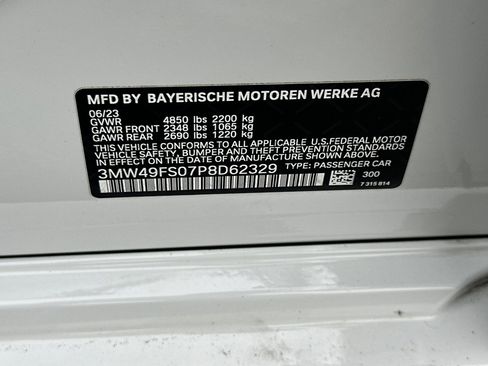 MFD BY BAYERISCHE MOTOREN WERKE AG
06/23
GVWR 4850 lbs 2200 kg
GAWR FRONT 2348 lbs 1065 kg
GAWR REAR 2690 lbs 1220 kg
THIS VEHICLE CONFORMS TO ALL APPLICABLE U.S.FEDERAL MOTOR
VEHICLE SAFETY, BUMPER AND THEFT PREVENTION STANDARDS
IN EFFECT ON THE DATE OF MANUFACTURE SHOWN ABOVE.
3MW49FS07P8D62329 TYPE: PASSENGER CAR
300
7 315 814